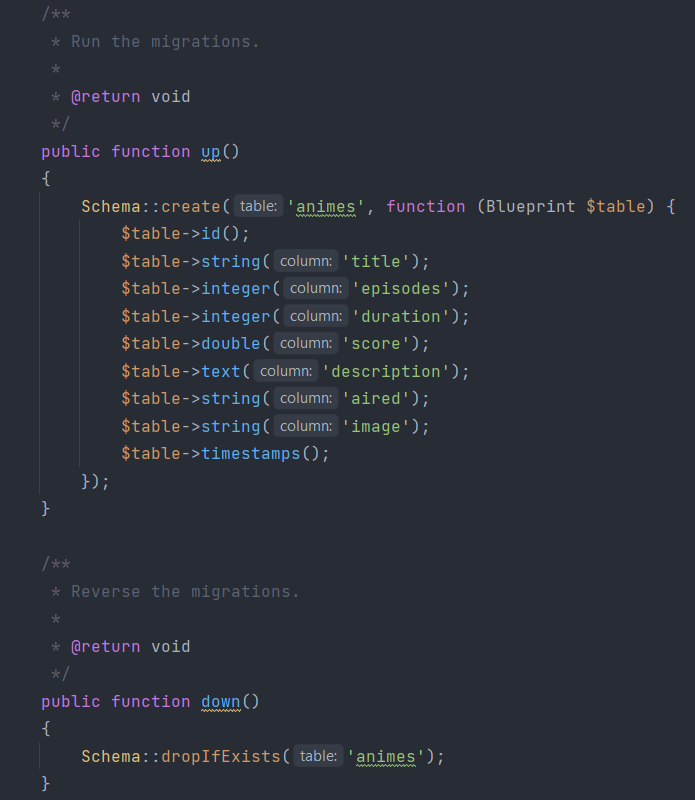 /**
 * Run the migrations.
 *
 * @return void
 */
public function up()
{
    Schema::create( table: 'animes', function (Blueprint $table) {
        $table->id();
        $table->string( column: 'title');
        $table->integer( column: 'episodes');
        $table->integer( column: 'duration');
        $table->double( column: 'score');
        $table->text( column: 'description');
        $table->string( column: 'aired');
        $table->string( column: 'image');
        $table->timestamps();
    });
}

/**
 * Reverse the migrations.
 *
 * @return void
 */
public function down()
{
    Schema::dropIfExists( table: 'animes');
}